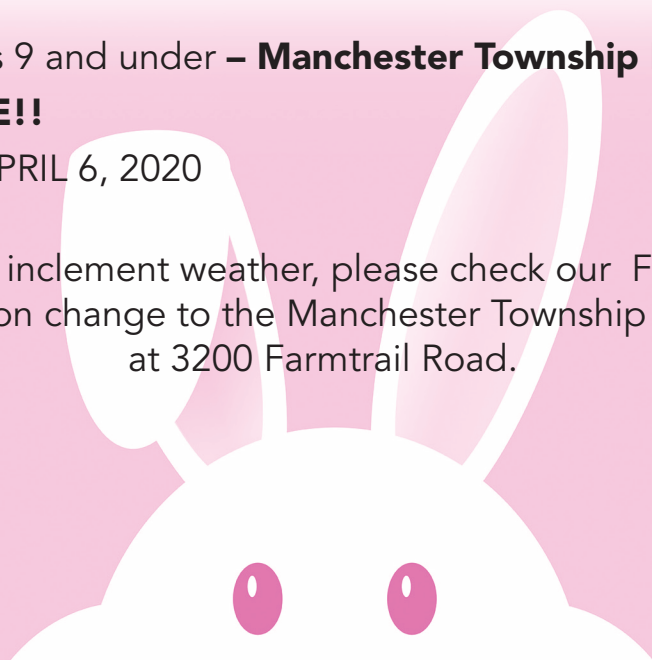 s 9 and under – Manchester Township
E!!
PRIL 6, 2020
inclement weather, please check our F
on change to the Manchester Township
at 3200 Farmtrail Road.